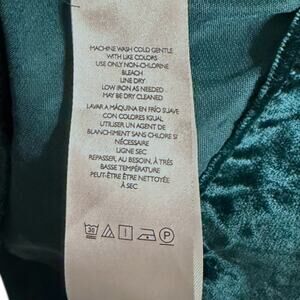 MACHINE WASH COLD GENTLE
WITH LIKE COLORS
USE ONLY NON-CHLORINE
BLEACH
LINE DRY
LOW IRON AS NEEDED
MAY BE DRY CLEANED
LAVAR A MÁQUINA EN FRÍO SUAVE
CON COLORES IGUAL
UTILISER UN AGENT DE
BLANCHIMENT SANS CHLORE SI
NÉCESSAIRE
LIGNE SEC
REPASSER, AU BESOIN, À TRÈS
BASSE TEMPÉRATURE
PEUT-ÊTRE ÊTRE NETTOYÉE
À SEC
30
P